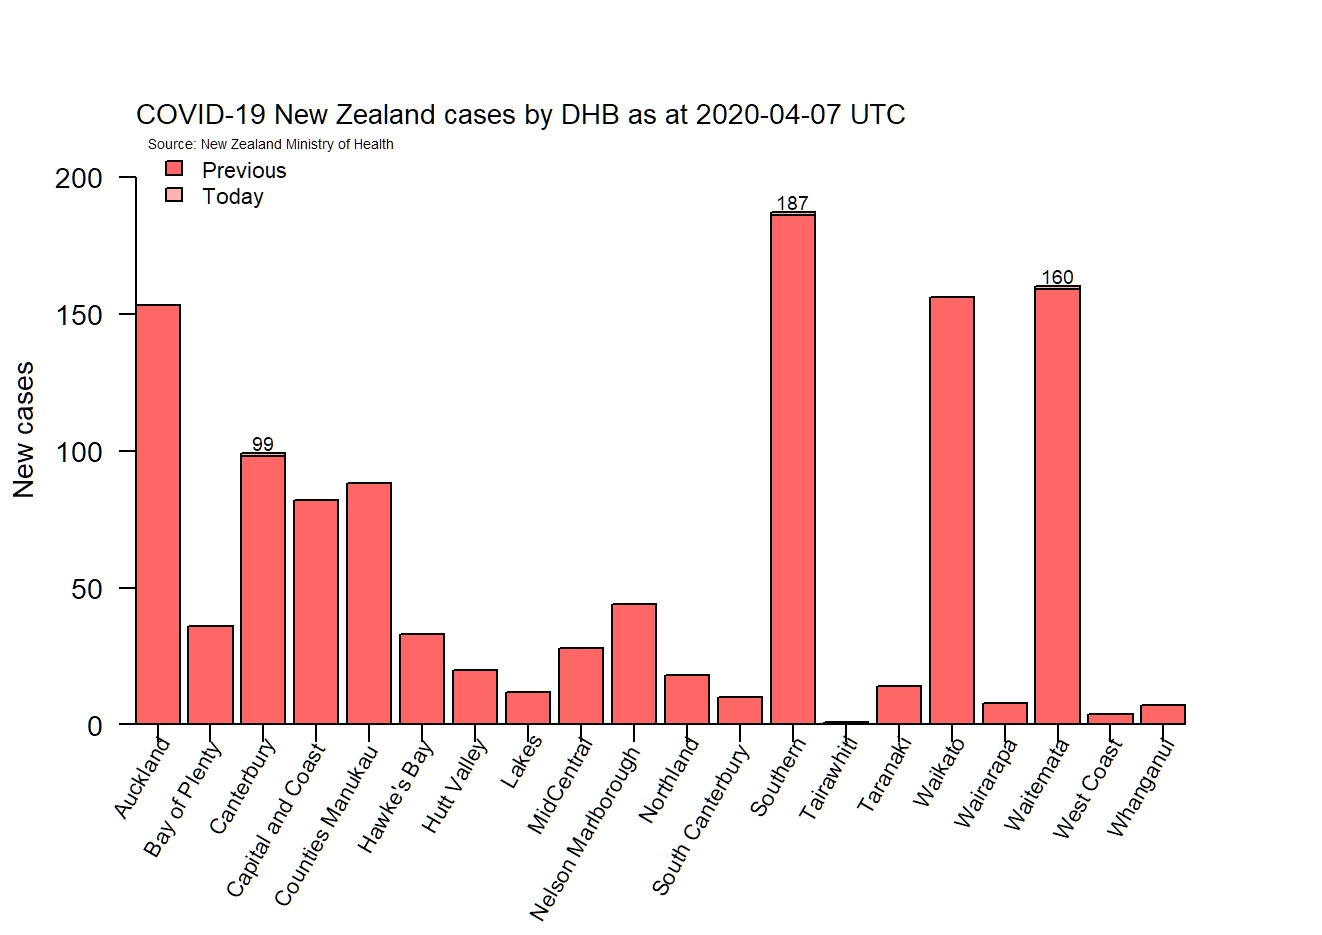 COVID-19 New Zealand cases by DHB as at 2020-04-07 UTC
Source: New Zealand Ministry of Health
Previous
Today
New cases
200
150
100
50
0
99
187
160
Auckland
Bay of Plenty
Canterbury
Capital and Coast
Counties Manukau
Hawke's Bay
Hutt Valley
Lakes
MidCentral
Nelson Marlborough
Northland
South Canterbury
Southern
Tairawhiti
Taranaki
Waikato
Wairarapa
Waitemata
West Coast
Whanganui